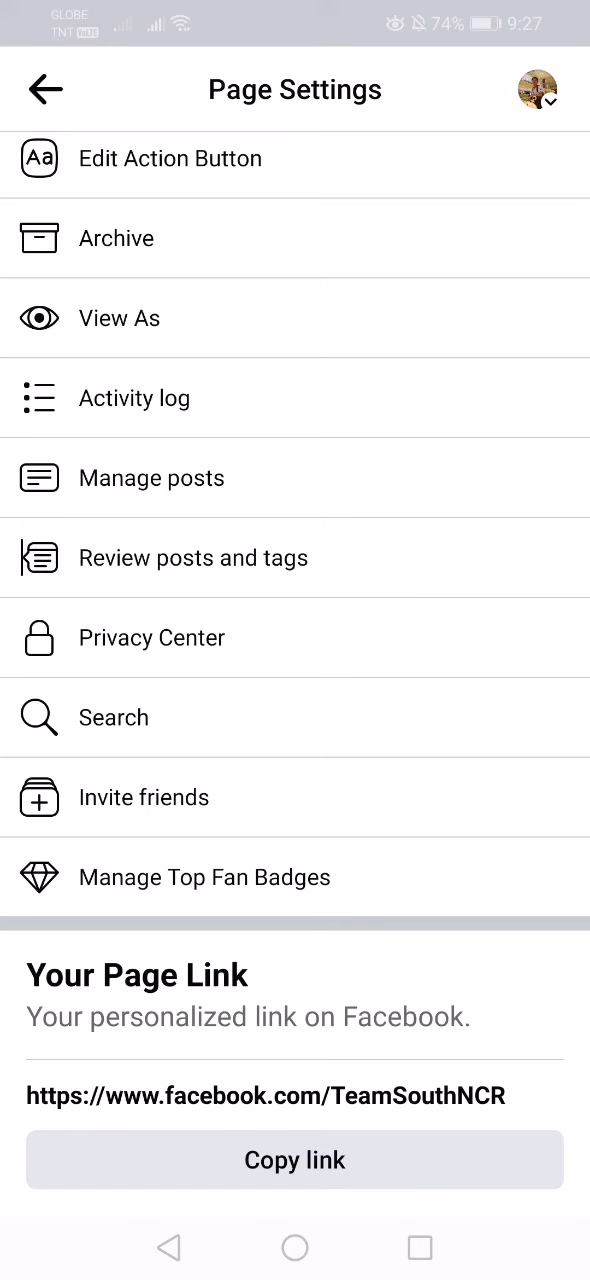 GLOBE
TNT VoLTE
74% 9:27
Page Settings
Aa Edit Action Button
Archive
View As
Activity log
Manage posts
Review posts and tags
Privacy Center
Search
Invite friends
Manage Top Fan Badges
Your Page Link
Your personalized link on Facebook.
https://www.facebook.com/TeamSouthNCR
Copy link